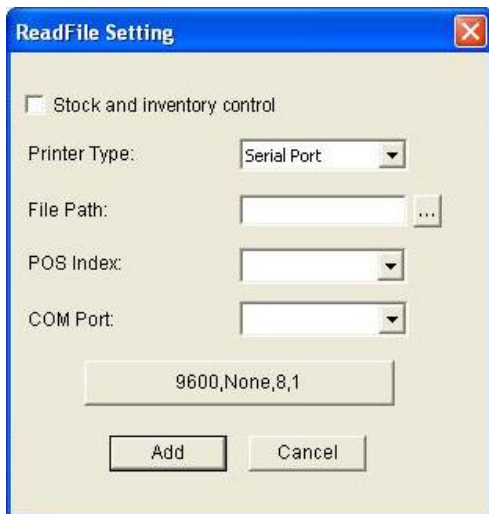 ReadFile Setting
Stock and inventory control
Printer Type: Serial Port
File Path: ...
POS Index:
COM Port:
9600,None,8,1
Add Cancel